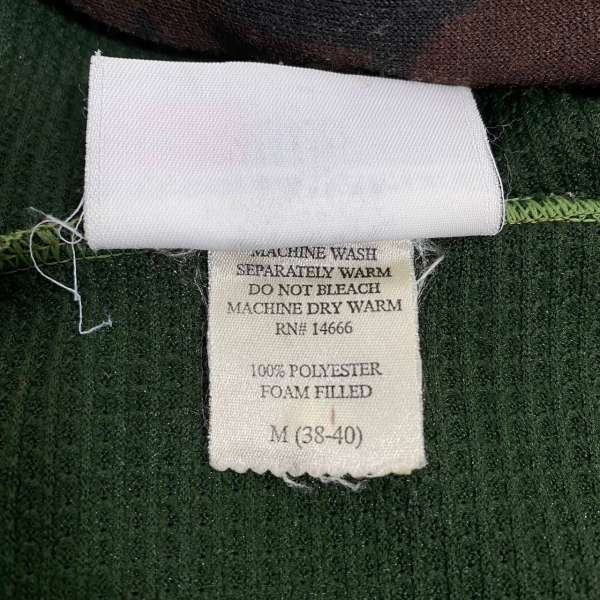 MACHINE WASH
SEPARATELY WARM
DO NOT BLEACH
MACHINE DRY WARM
RN# 14666
100% POLYESTER
FOAM FILLED
M (38-40)